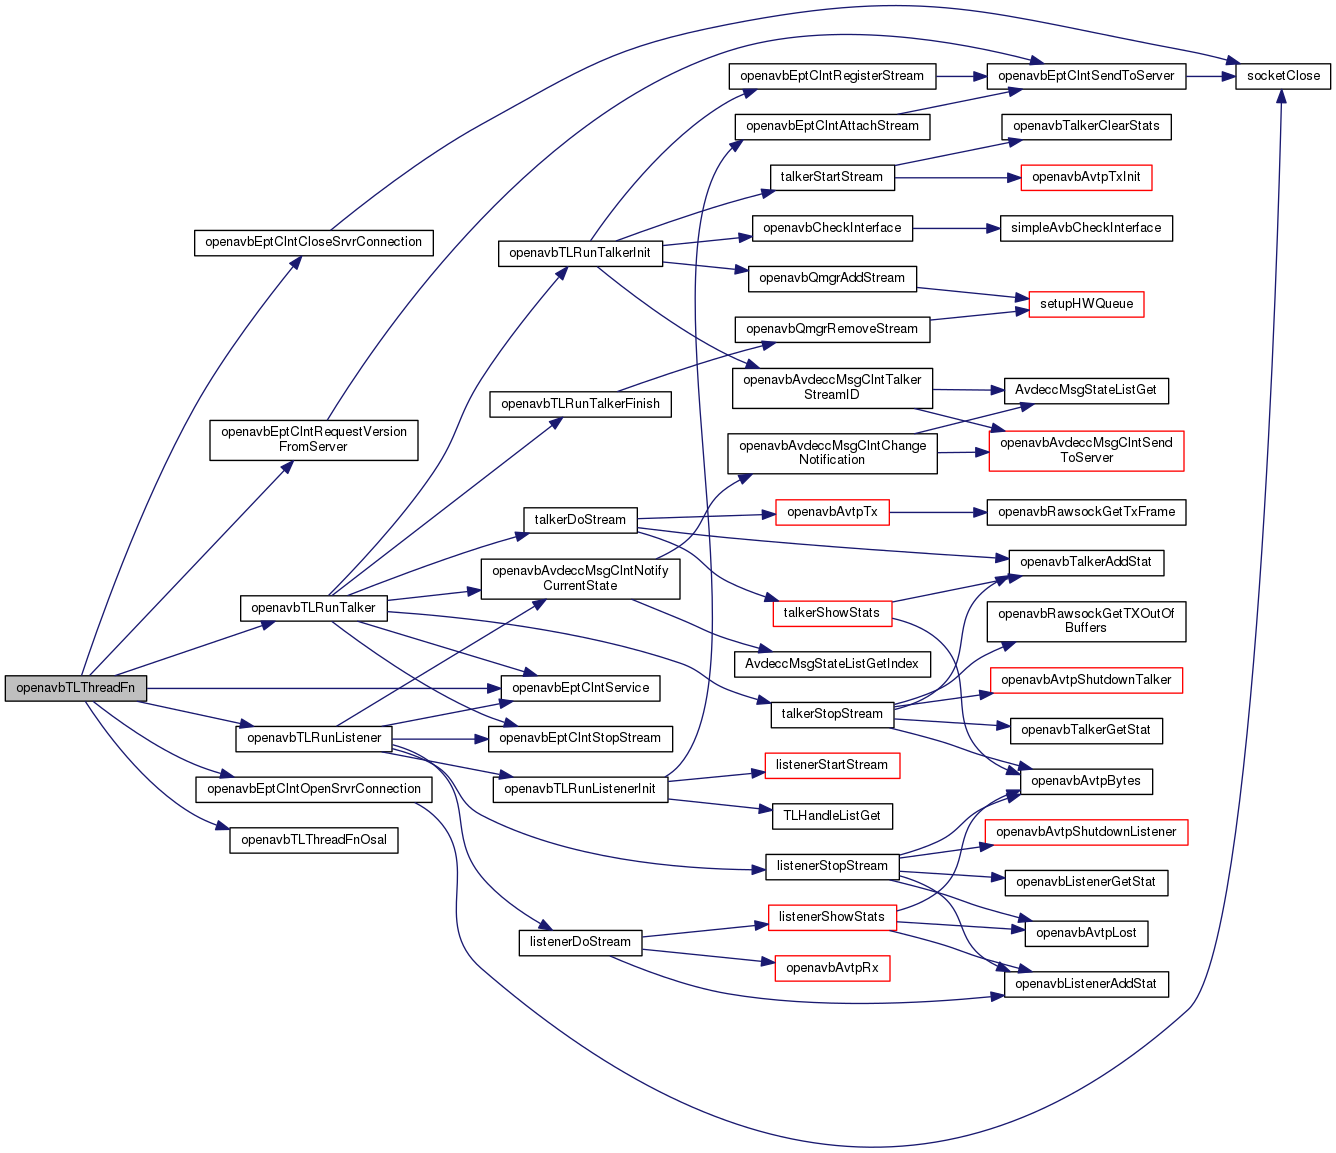 openavbTLThreadFn
openavbEptClntCloseSrvrConnection
openavbEptClntRequestVersion
FromServer
openavbTLRunTalker
openavbTLRunListener
openavbEptClntOpenSrvrConnection
openavbTLThreadFnOsal
openavbTLRunTalkerInit
openavbTLRunTalkerFinish
talkerDoStream
openavbAvdeccMsgClntNotify
CurrentState
openavbEptClntService
openavbEptClntStopStream
openavbTLRunListenerInit
listenerDoStream
openavbEptClntRegisterStream
openavbEptClntAttachStream
talkerStartStream
openavbCheckInterface
openavbQmgrAddStream
openavbQmgrRemoveStream
openavbAvdeccMsgClntTalker
StreamID
openavbAvdeccMsgClntChange
Notification
openavbAvtpTx
talkerShowStats
AvdeccMsgStateListGetIndex
talkerStopStream
listenerStartStream
TLHandleListGet
listenerStopStream
listenerShowStats
openavbAvtpRx
openavbEptClntSendToServer
openavbTalkerClearStats
openavbAvtpTxInit
simpleAvbCheckInterface
setupHWQueue
AvdeccMsgStateListGet
openavbAvdeccMsgClntSend
ToServer
openavbRawsockGetTxFrame
openavbTalkerAddStat
openavbRawsockGetTXOutOf
Buffers
openavbAvtpShutdownTalker
openavbTalkerGetStat
openavbAvtpBytes
openavbAvtpShutdownListener
openavbListenerGetStat
openavbAvtpLost
openavbListenerAddStat
socketClose